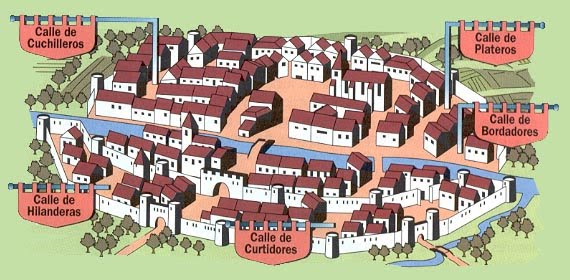 Calle de
Cuchilleros
Calle de
Plateros
Calle de
Bordadores
Calle de
Hilanderas
Calle de
Curtidores